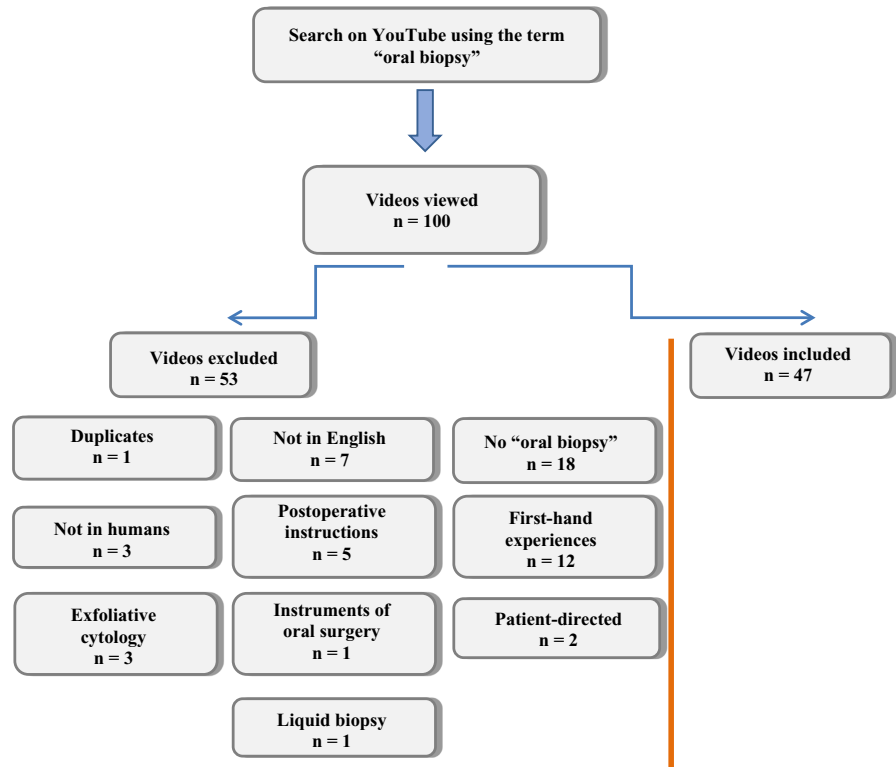 Search on YouTube using the term
“oral biopsy”
Videos viewed
n = 100
Videos excluded
n = 53
Videos included
n = 47
Duplicates
n = 1
Not in English
n = 7
No “oral biopsy”
n = 18
Not in humans
n = 3
Postoperative
instructions
n = 5
First-hand
experiences
n = 12
Exfoliative
cytology
n = 3
Instruments of
oral surgery
n = 1
Patient-directed
n = 2
Liquid biopsy
n = 1